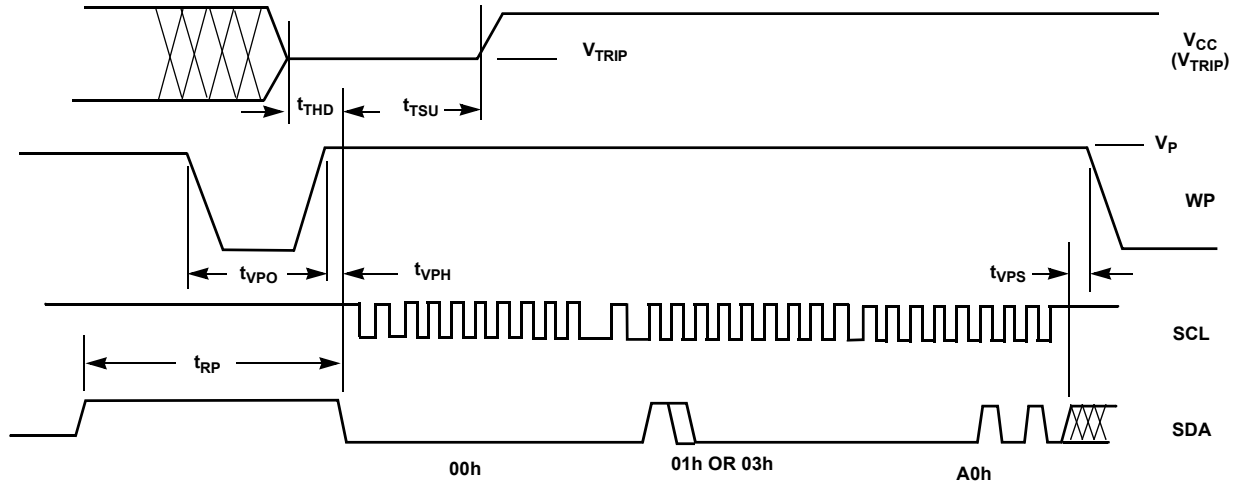 V_TRIP
V_CC
(V_TRIP)
t_THD
t_TSU
V_P
WP
t_VPO
t_VPH
t_VPS
SCL
t_RP
SDA
00h
01h OR 03h
A0h